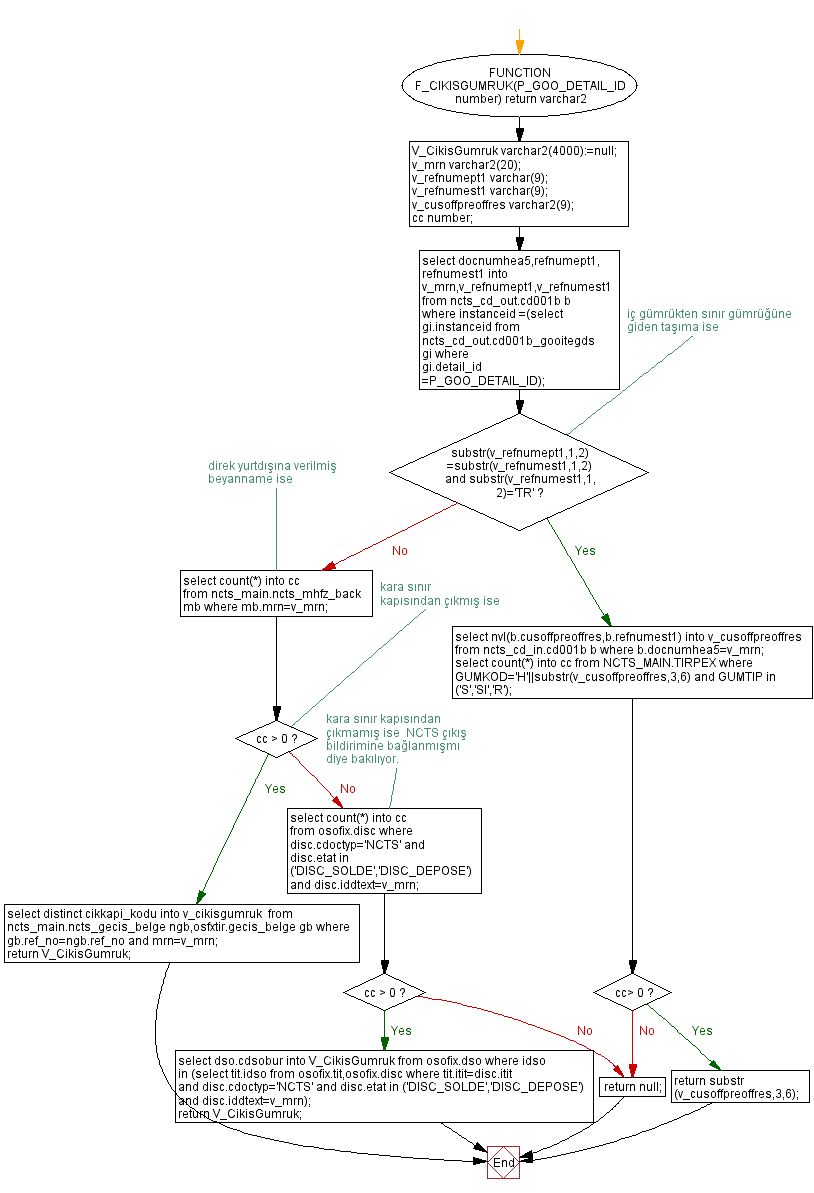 FUNCTION
F_CIKISGUMRUK(P_GOO_DETAIL_ID
number) return varchar2
V_CikisGumruk varchar2(4000):=null;
v_mrn varchar2(20);
v_refnumept1 varchar(9);
v_refnumest1 varchar(9);
v_cusoffpreoffres varchar2(9);
cc number;
select docnumhea5,refnumept1,
refnumest1 into
v_mrn,v_refnumept1,v_refnumest1
from ncts_cd_out.cd001b b
where instanceid =(select
gi.instanceid from
ncts_cd_out.cd001b_gooitegds
gi where
gi.detail_id
=P_GOO_DETAIL_ID);
iç gümrükten sınır gümrüğüne
giden taşıma ise
substr(v_refnumept1,1,2)
=substr(v_refnumest1,1,2)
and substr(v_refnumest1,1,
2)='TR' ?
direk yurtdışına verilmiş
beyanname ise
No
Yes
select count(*) into cc
from ncts_main.ncts_mhfz_back
mb where mb.mrn=v_mrn;
kara sınır
kapısından çıkmış ise
select nvl(b.cusoffpreoffres,b.refnumest1) into v_cusoffpreoffres
from ncts_cd_in.cd001b b where b.docnumhea5=v_mrn;
select count(*) into cc from NCTS_MAIN.TIRPEX where
GUMKOD='H'||substr(v_cusoffpreoffres,3,6) and GUMTIP in
('S','SI','R');
cc > 0 ?
kara sınır kapısından
çıkmamış ise  NCTS çıkış
bildirimine bağlanmışmı
diye bakılıyor.
Yes
No
select count(*) into cc
from osofix.disc where
disc.cdoctyp='NCTS' and
disc.etat in
('DISC_SOLDE','DISC_DEPOSE')
and disc.iddtext=v_mrn;
select distinct cikkapi_kodu into v_cikisgumruk  from
ncts_main.ncts_gecis_belge ngb,osfxtir.gecis_belge gb where
gb.ref_no=ngb.ref_no and mrn=v_mrn;
return V_CikisGumruk;
cc > 0 ?
cc> 0 ?
Yes
No
No
Yes
select dso.cdsobur into V_CikisGumruk from osofix.dso where idso
in (select tit.idso from osofix.tit,osofix.disc where tit.itit=disc.itit
and disc.cdoctyp='NCTS' and disc.etat in ('DISC_SOLDE','DISC_DEPOSE')
and disc.iddtext=v_mrn);
return V_CikisGumruk;
return null;
return substr
(v_cusoffpreoffres,3,6);
End